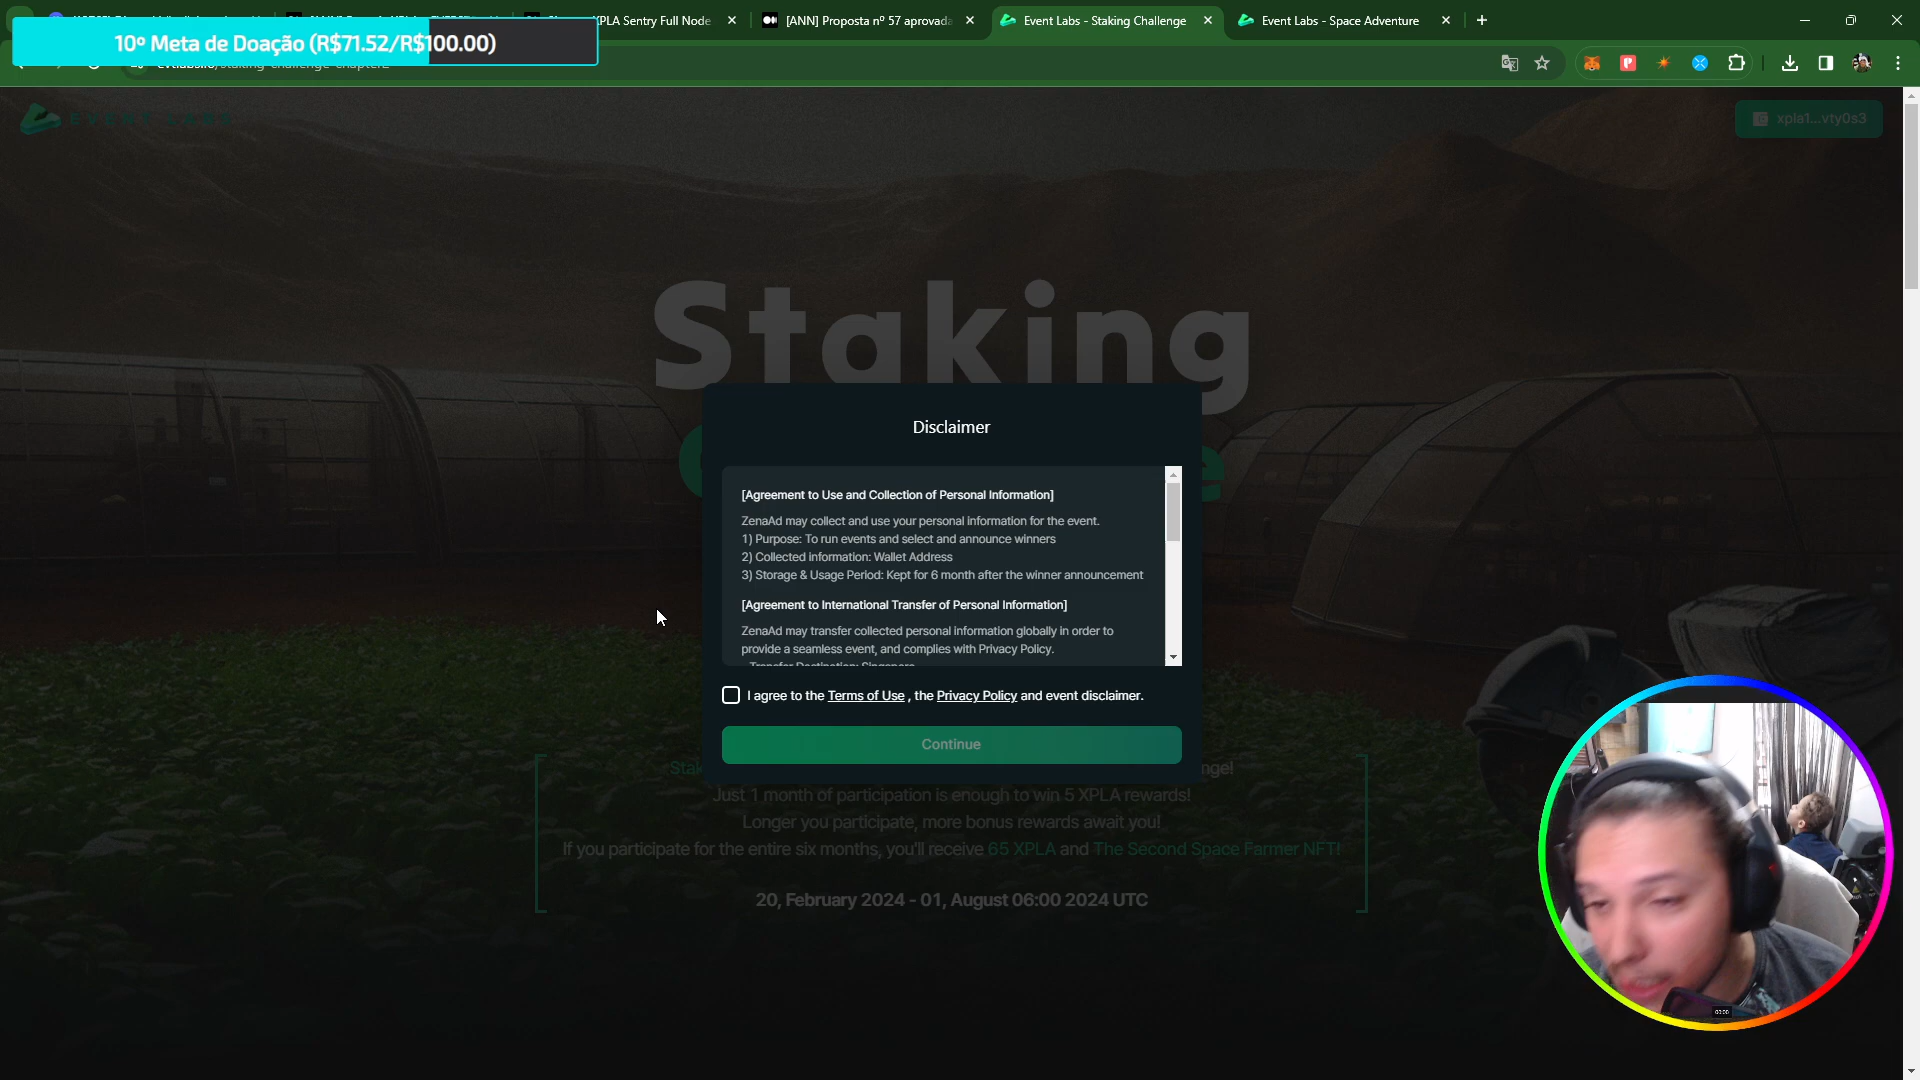 XPLA Sentry Full Node
[ANN] Proposta nº 57 aprovada
Event Labs - Staking Challenge
Event Labs - Space Adventure
10º Meta de Doação (R$71.52/R$100.00)
EVENT LABS
xpla1...vty0s3
Staking
Disclaimer
[Agreement to Use and Collection of Personal Information]
ZenaAd may collect and use your personal information for the event.
1) Purpose: To run events and select and announce winners
2) Collected information: Wallet Address
3) Storage & Usage Period: Kept for 6 month after the winner announcement
[Agreement to International Transfer of Personal Information]
ZenaAd may transfer collected personal information globally in order to
provide a seamless event, and complies with Privacy Policy.
- Transfer Destination: Singapore
I agree to the Terms of Use , the Privacy Policy and event disclaimer.
Continue
Just 1 month of participation is enough to win 5 XPLA rewards!
Longer you participate, more bonus rewards await you!
If you participate for the entire six months, you'll receive 65 XPLA and The Second Space Farmer NFT!
20, February 2024 - 01, August 06:00 2024 UTC
00:00